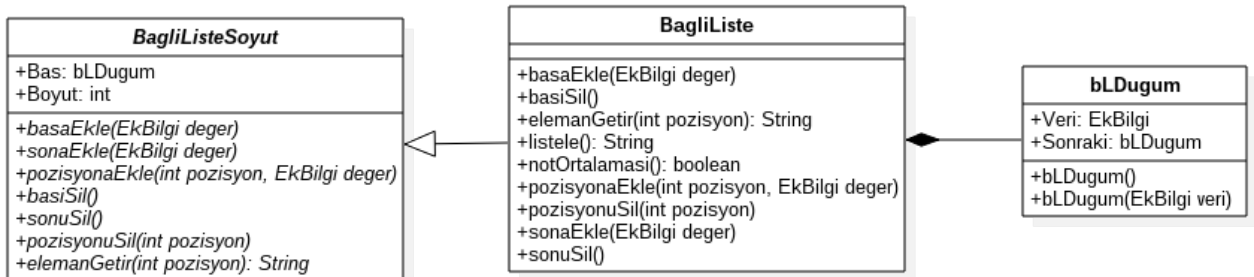 BagliListeSoyut
+Bas: bLDugum
+Boyut: int
+basaEkle(EkBilgi deger)
+sonaEkle(EkBilgi deger)
+pozisyonaEkle(int pozisyon, EkBilgi deger)
+basiSil()
+sonuSil()
+pozisyonuSil(int pozisyon)
+elemanGetir(int pozisyon): String
BagliListe
+basaEkle(EkBilgi deger)
+basiSil()
+elemanGetir(int pozisyon): String
+listele(): String
+notOrtalamasi(): boolean
+pozisyonaEkle(int pozisyon, EkBilgi deger)
+pozisyonuSil(int pozisyon)
+sonaEkle(EkBilgi deger)
+sonuSil()
bLDugum
+Veri: EkBilgi
+Sonraki: bLDugum
+bLDugum()
+bLDugum(EkBilgi veri)